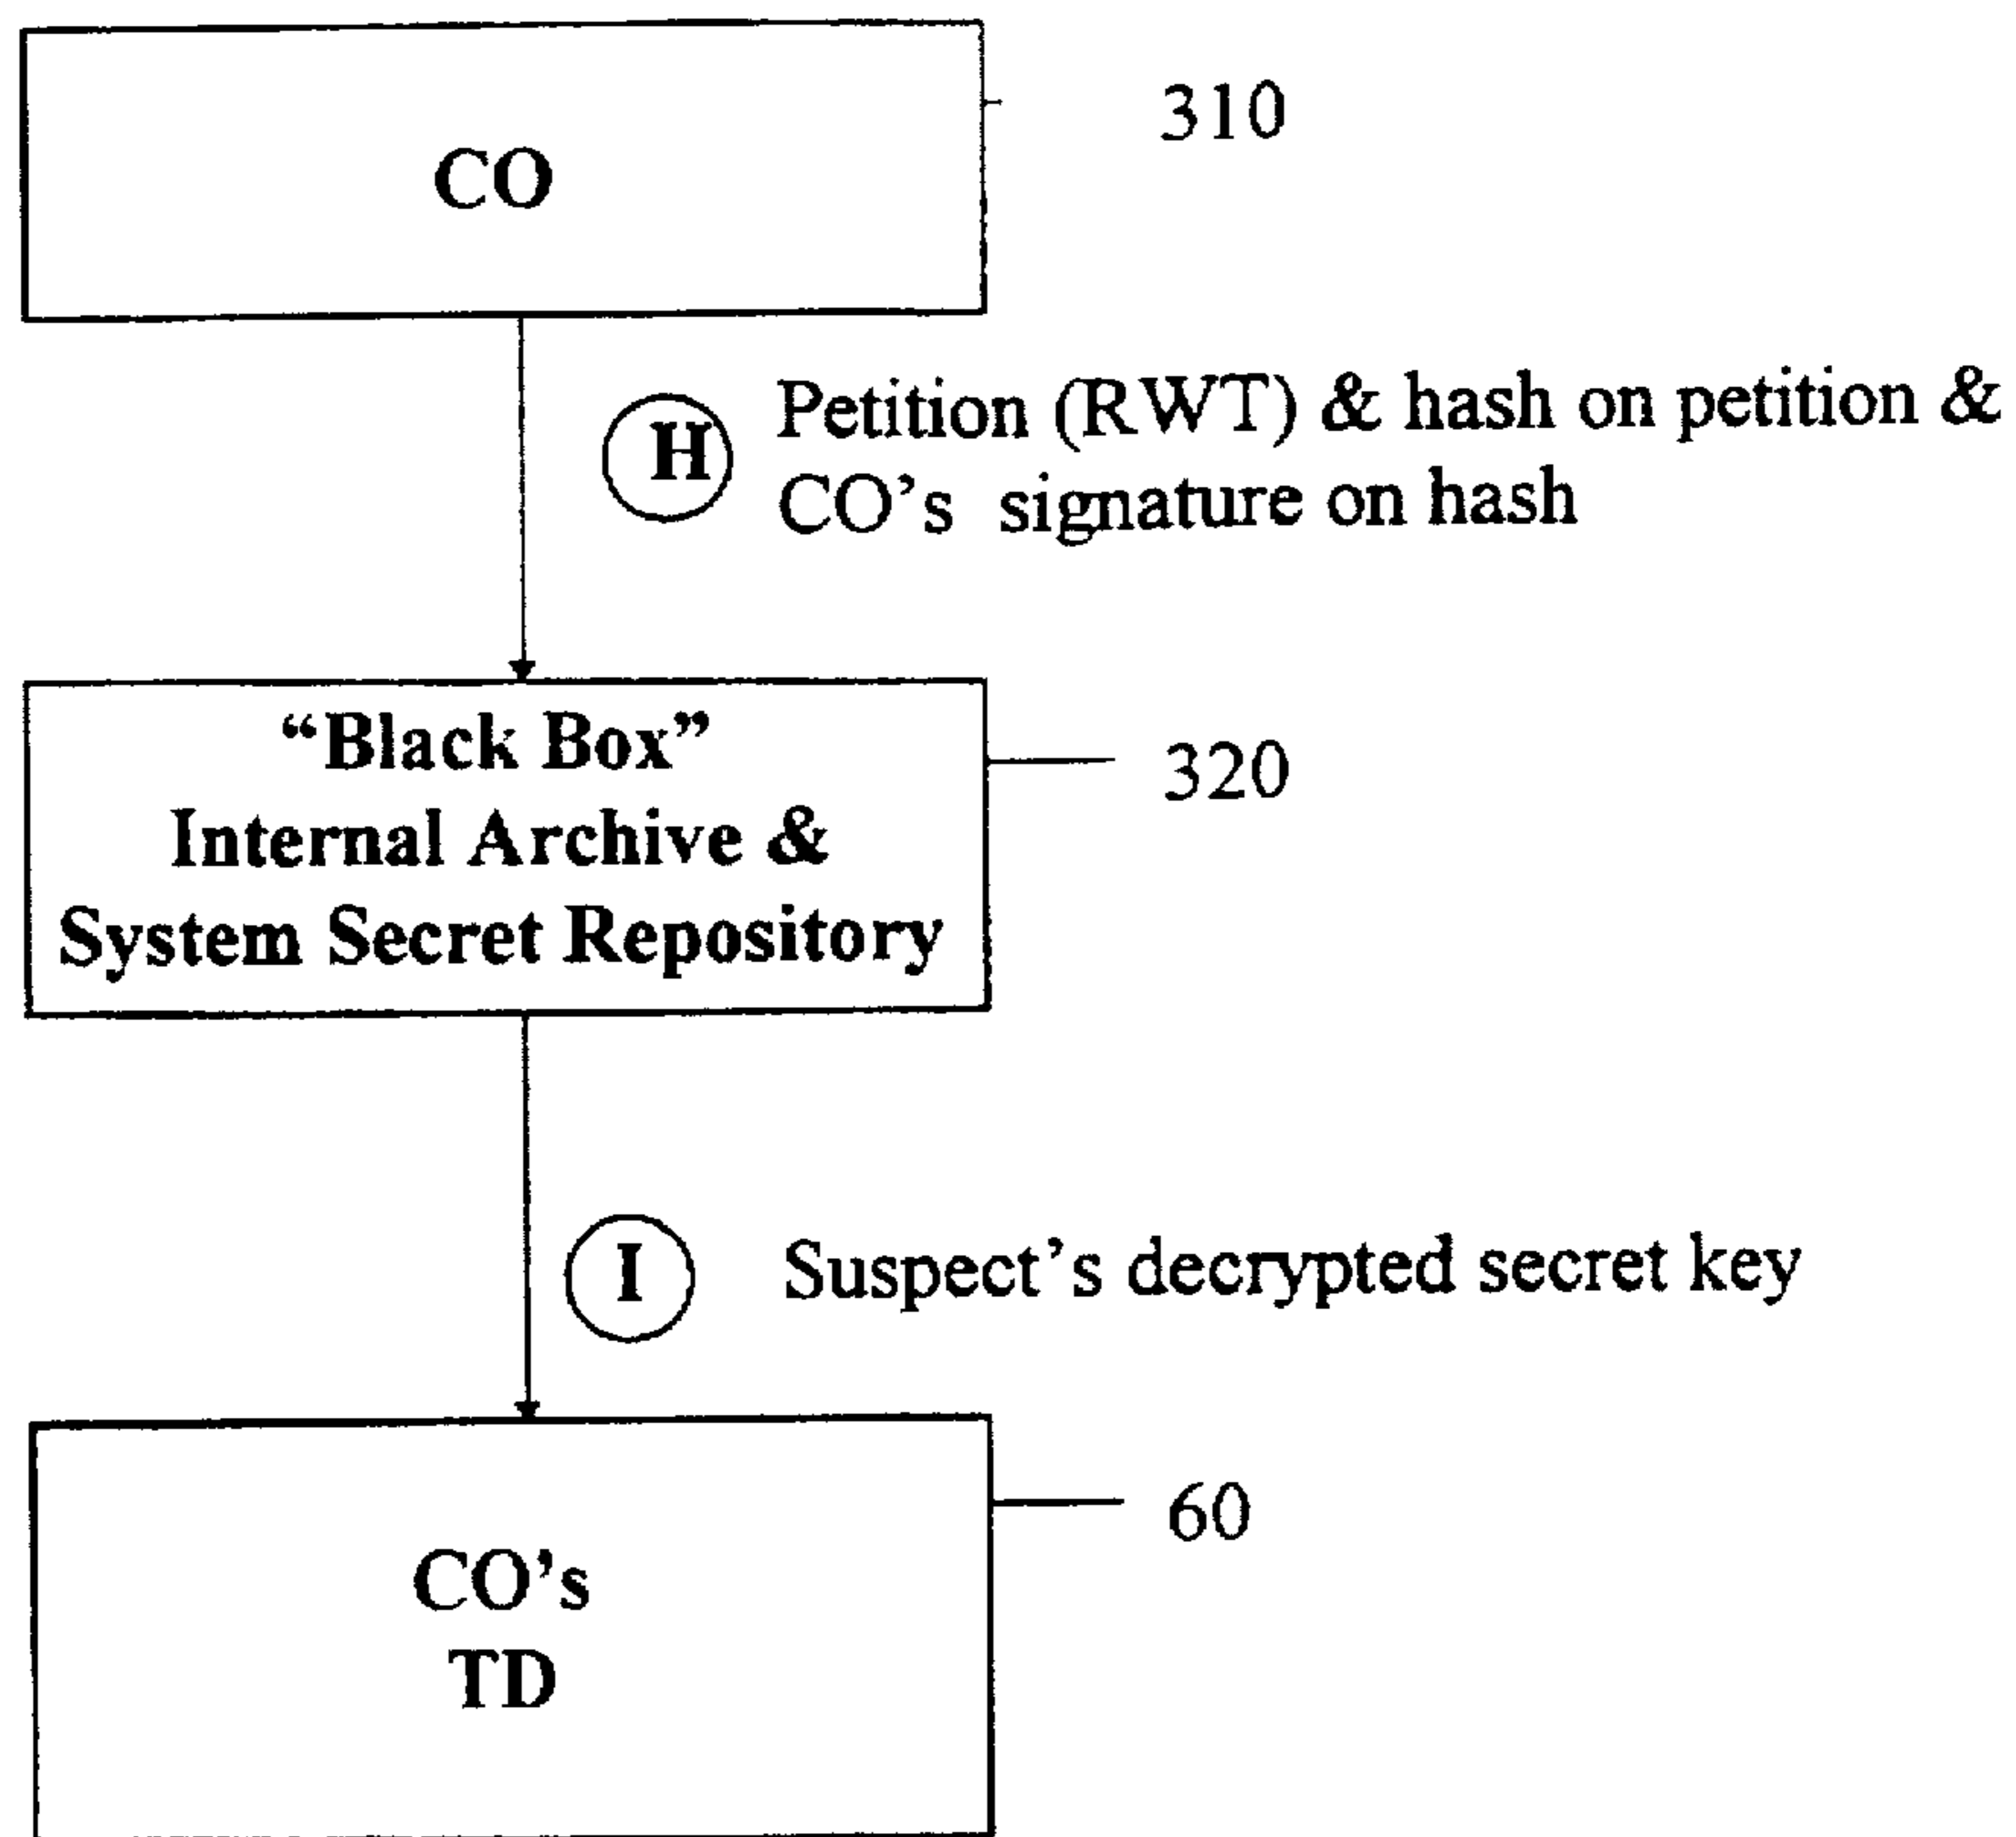 CO
310
H
Petition (RWT) & hash on petition &
CO's signature on hash
“Black Box”
Internal Archive &
System Secret Repository
320
I
Suspect's decrypted secret key
60
CO's
TD